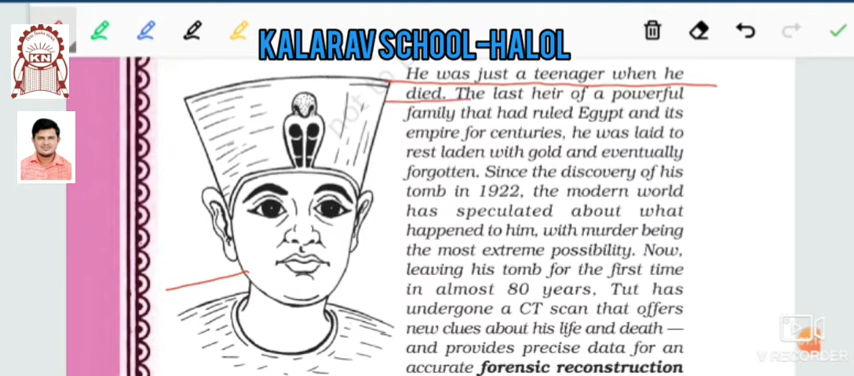 KALARAV SCHOOL-HALOL
KN
He was just a teenager when he
died. The last heir of a powerful
family that had ruled Egypt and its
empire for centuries, he was laid to
rest laden with gold and eventually
forgotten. Since the discovery of his
tomb in 1922, the modern world
has speculated about what
happened to him, with murder being
the most extreme possibility. Now,
leaving his tomb for the first time
in almost 80 years, Tut has
undergone a CT scan that offers
new clues about his life and death —
and provides precise data for an
accurate forensic reconstruction
not to
V RECORDER